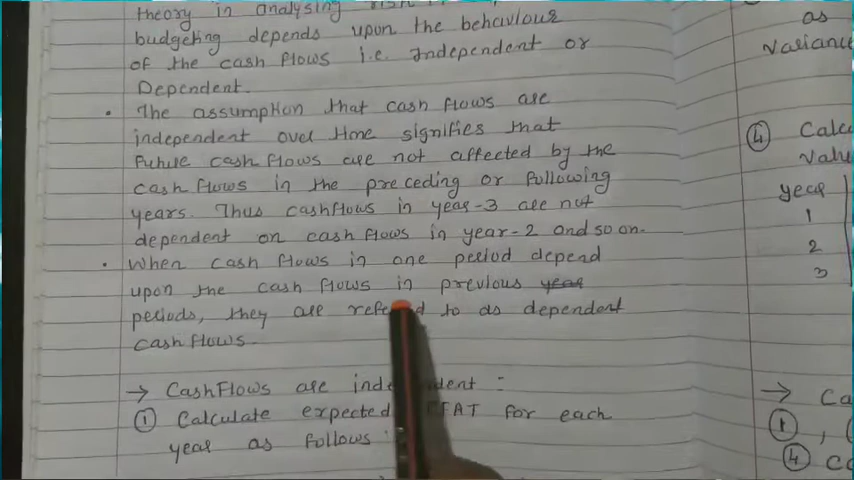 theory in analysing
budgeting depends upon the behaviour
of the cash flows i.e. Independent or
Dependent.
• The assumption that cash flows are
independent over time signifies that
future cash flows are not affected by the
cash flows in the preceding or following
years. Thus cashflows in year-3 are not
dependent on cash flows in year-2 and so on.
• When cash flows in one period depend
upon the cash flows in previous year
periods, they are referred to as dependent
cash flows.
→ CashFlows are independent :
① Calculate expected CFAT for each
year as follows :
as
Variance
④
year
1
2
3
→ Ca
① , (
④ Co